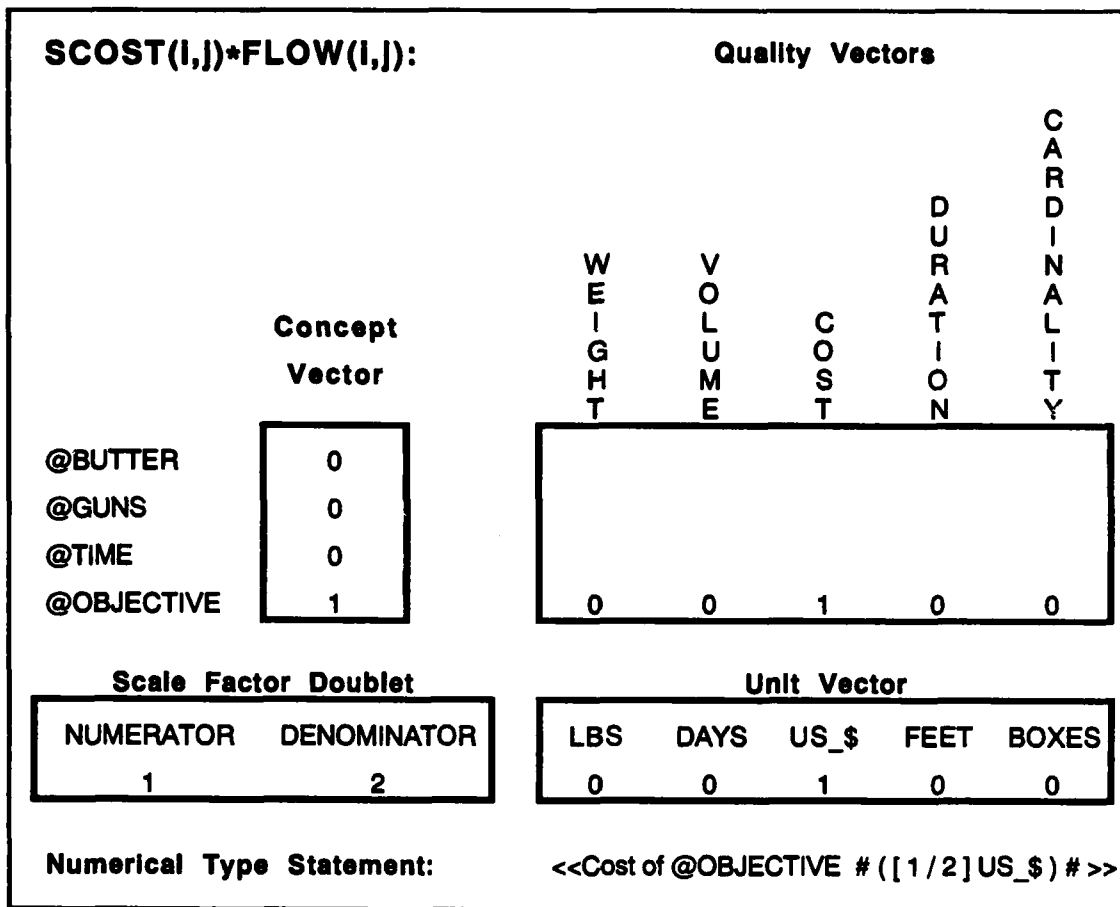 SCOST(i,j)*FLOW(i,j): Quality Vectors
WEIGHT VOLUME COST DURATION CARDINALITY
Concept
Vector
@BUTTER 0
@GUNS 0
@TIME 0
@OBJECTIVE 1 0 0 1 0 0
Scale Factor Doublet Unit Vector
NUMERATOR DENOMINATOR LBS DAYS US_$ FEET BOXES
1 2 0 0 1 0 0
Numerical Type Statement: <<Cost of @OBJECTIVE # ( [ 1 / 2 ] US_$ ) # >>